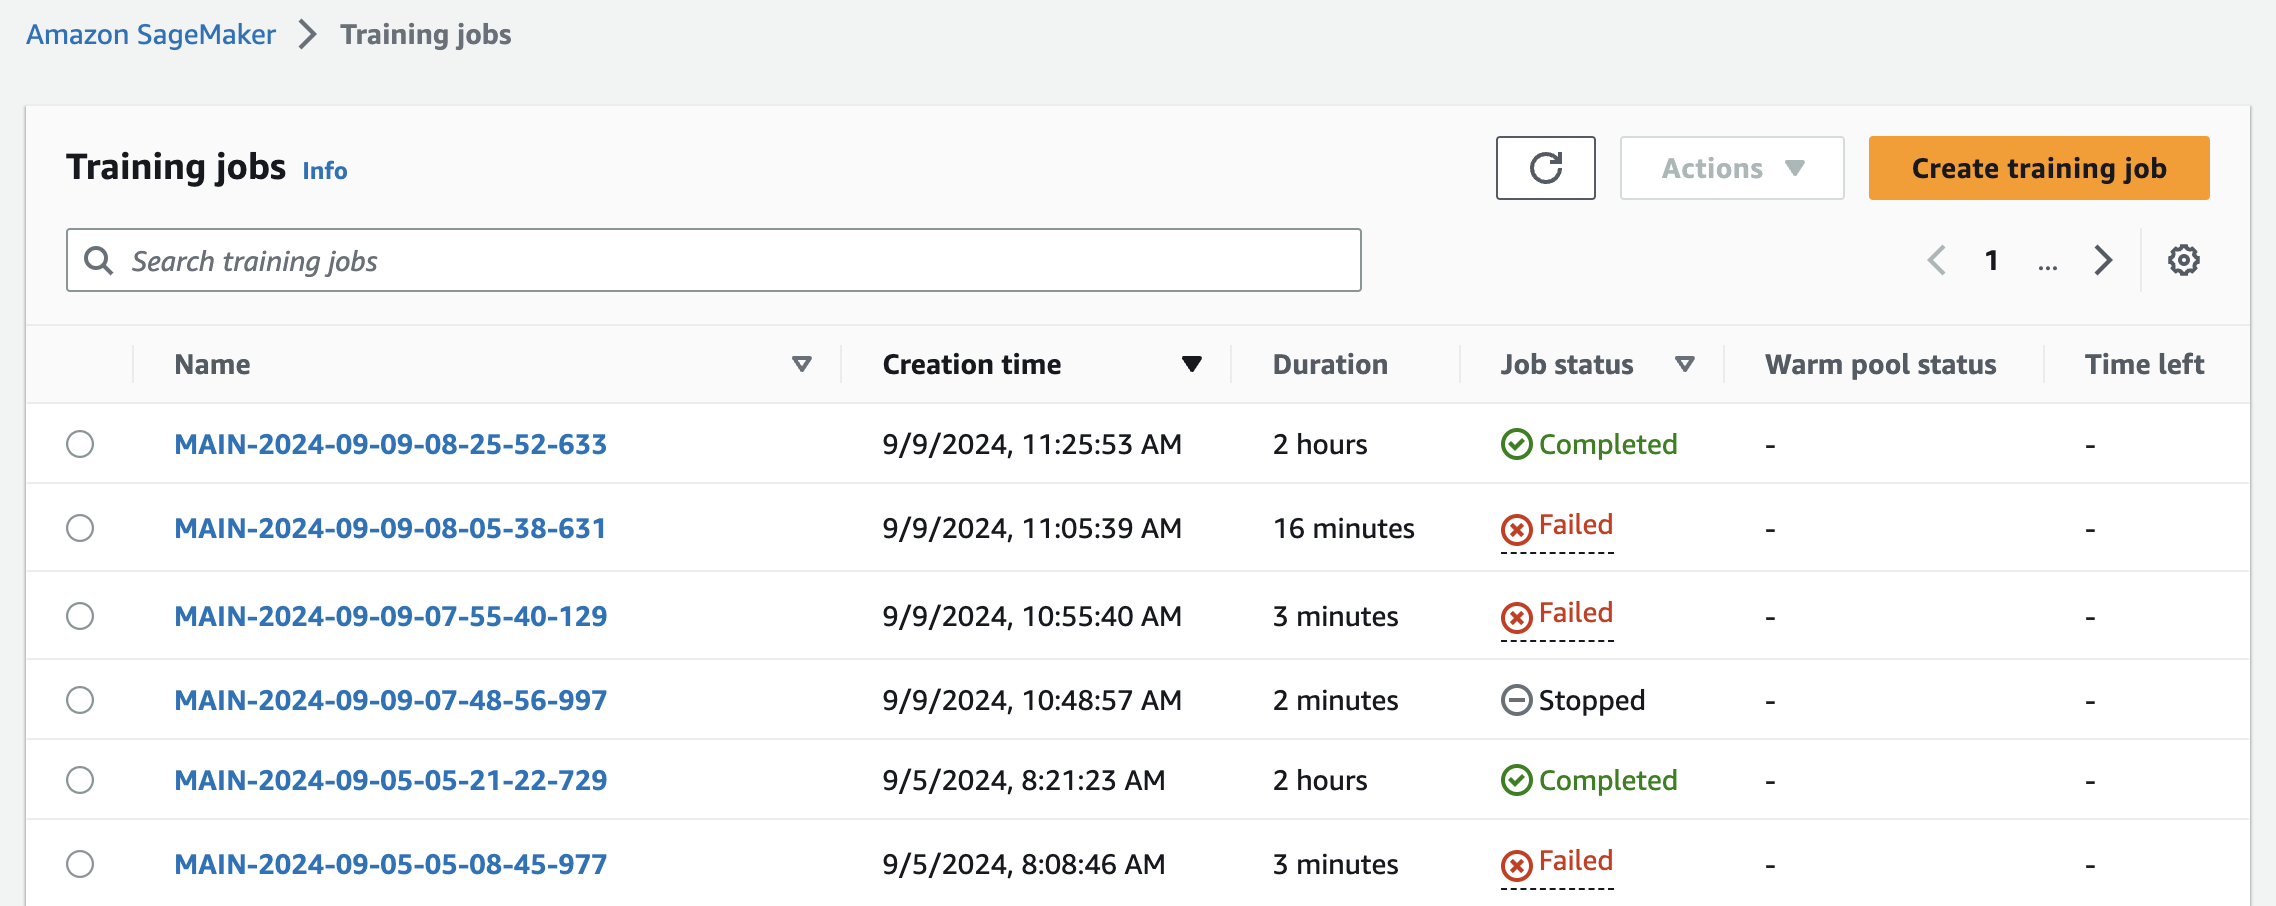 Amazon SageMaker > Training jobs
Training jobs Info Actions Create training job
Search training jobs 1 ...
Name Creation time Duration Job status Warm pool status Time left
MAIN-2024-09-09-08-25-52-633 9/9/2024, 11:25:53 AM 2 hours Completed - -
MAIN-2024-09-09-08-05-38-631 9/9/2024, 11:05:39 AM 16 minutes Failed - -
MAIN-2024-09-09-07-55-40-129 9/9/2024, 10:55:40 AM 3 minutes Failed - -
MAIN-2024-09-09-07-48-56-997 9/9/2024, 10:48:57 AM 2 minutes Stopped - -
MAIN-2024-09-05-05-21-22-729 9/5/2024, 8:21:23 AM 2 hours Completed - -
MAIN-2024-09-05-05-08-45-977 9/5/2024, 8:08:46 AM 3 minutes Failed - -